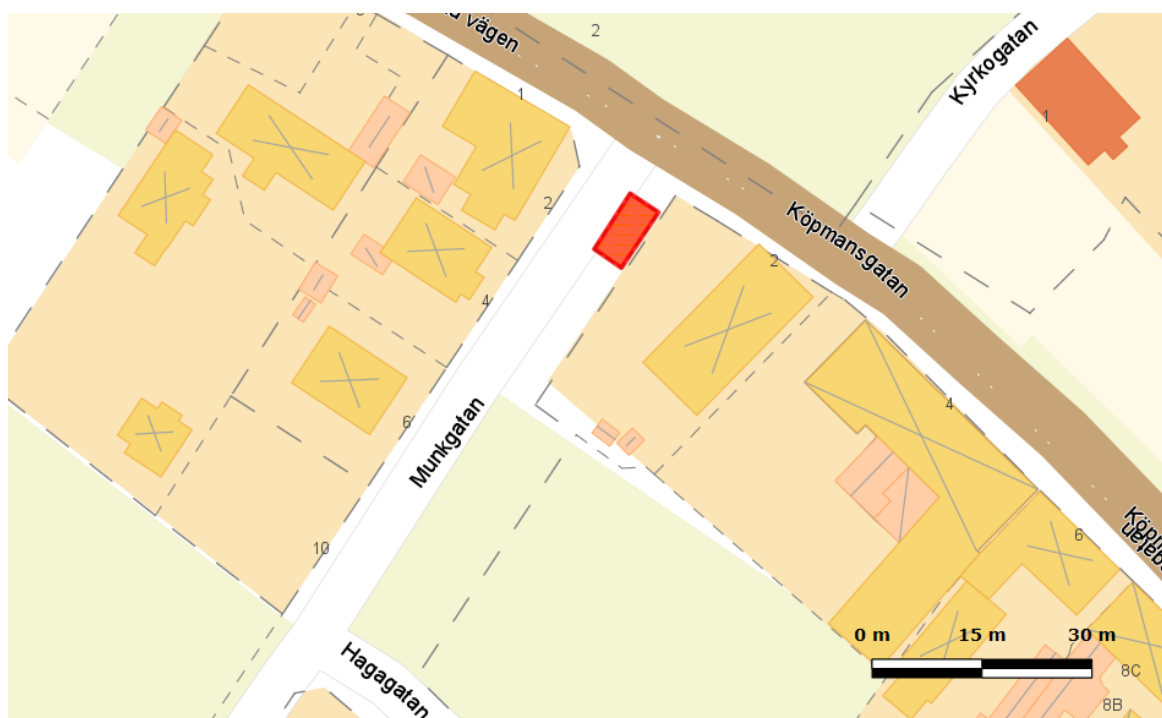 vägen
2
Kyrkogatan
1
1
2
Köpmansgatan
2
4
4
Munkgatan
6
10
6
Hagagatan
0 m 15 m 30 m
8C
8B